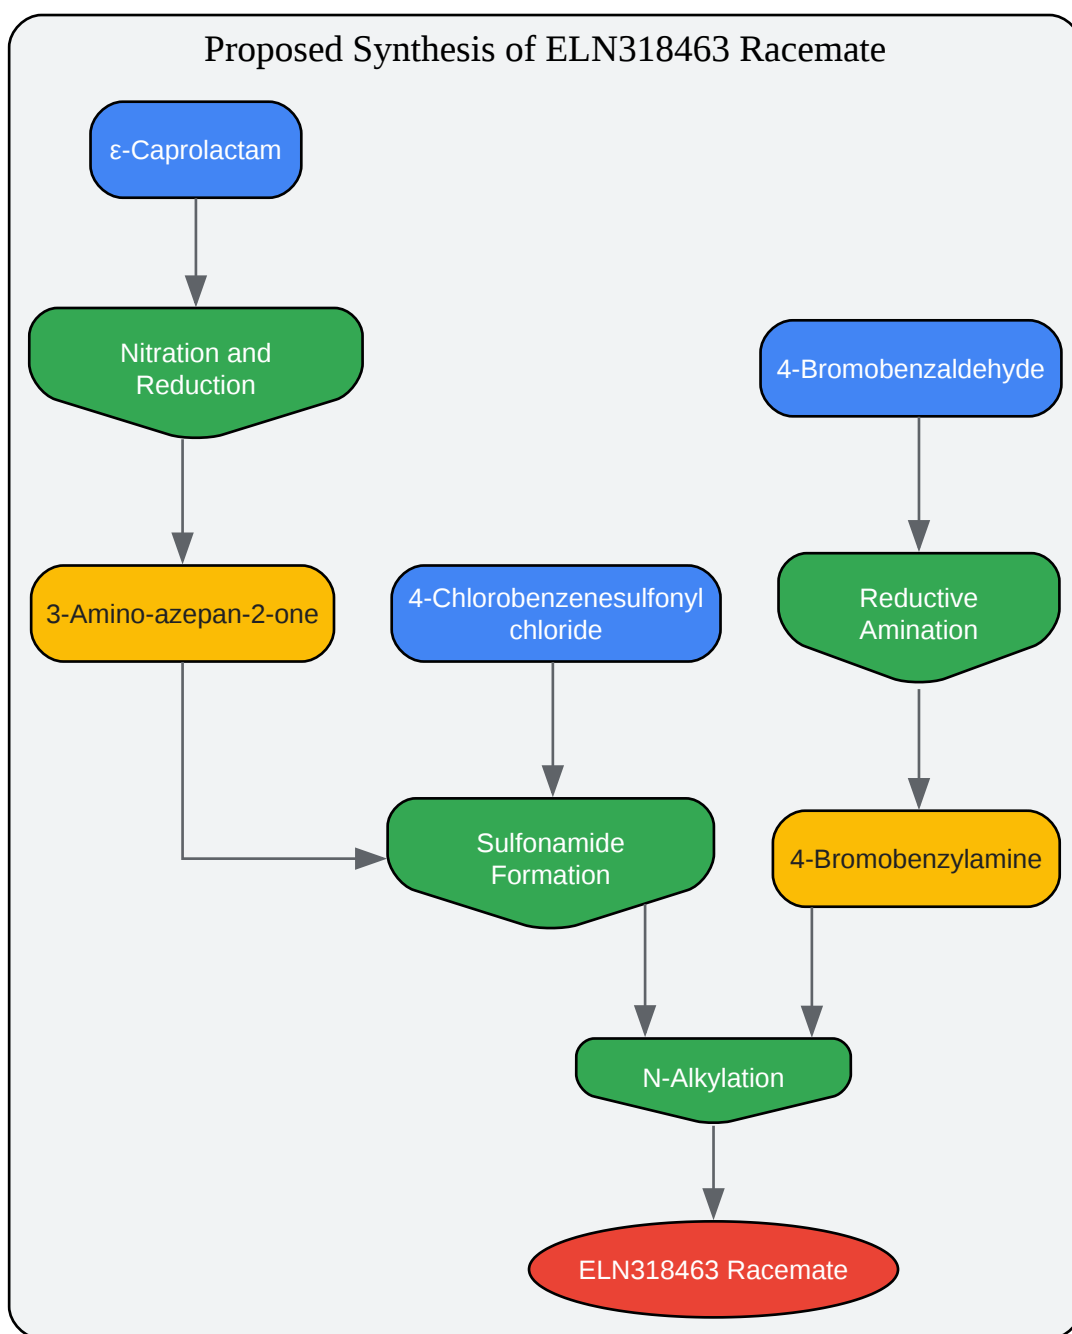 Proposed Synthesis of ELN318463 Racemate
ε-Caprolactam
Nitration and
Reduction
4-Bromobenzaldehyde
3-Amino-azepan-2-one
4-Chlorobenzenesulfonyl
chloride
Reductive
Amination
Sulfonamide
Formation
4-Bromobenzylamine
N-Alkylation
ELN318463 Racemate